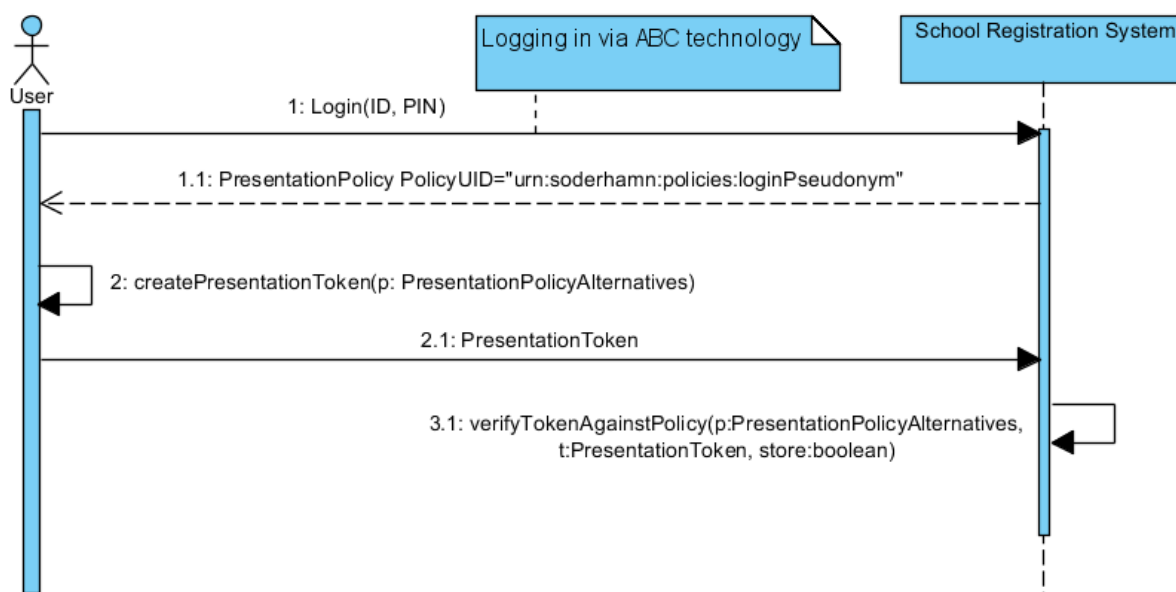 Logging in via ABC technology
School Registration System
User
1: Login(ID, PIN)
1.1: PresentationPolicy PolicyUID="urn:soderhamn:policies:loginPseudonym"
2: createPresentationToken(p: PresentationPolicyAlternatives)
2.1: PresentationToken
3.1: verifyTokenAgainstPolicy(p:PresentationPolicyAlternatives,
t:PresentationToken, store:boolean)